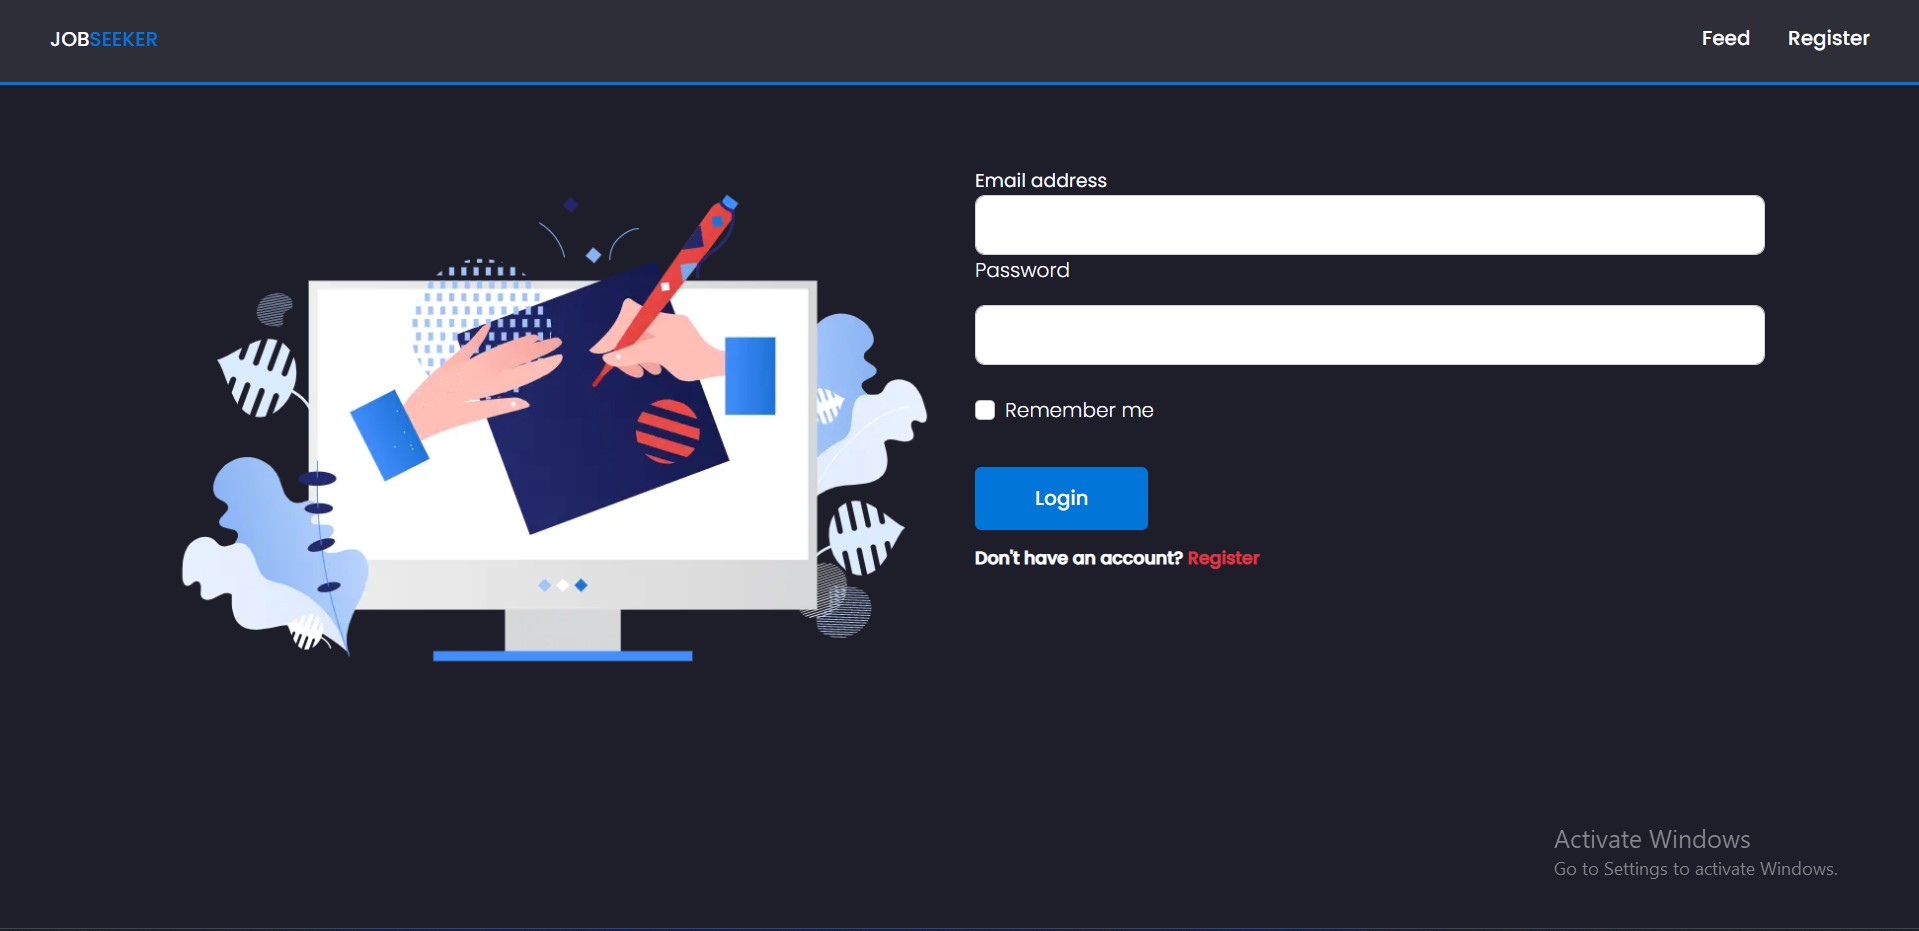 JOBSEEKER
Feed
Register
Email address
Password
Remember me
Login
Don't have an account? Register
Activate Windows
Go to Settings to activate Windows.